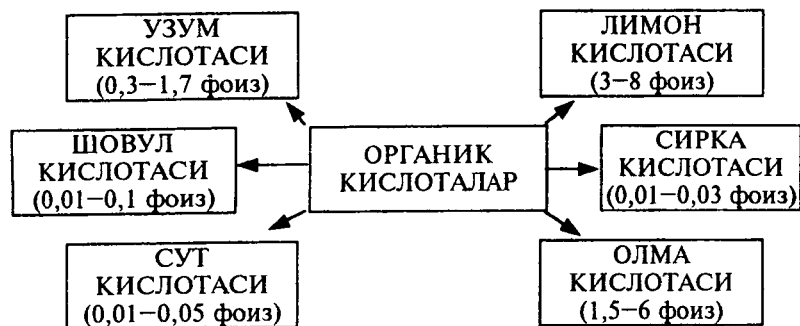 УЗУМ
КИСЛОТАСИ
(0,3–1,7 фоиз)
ЛИМОН
КИСЛОТАСИ
(3–8 фоиз)
ШОВУЛ
КИСЛОТАСИ
(0,01–0,1 фоиз)
ОРГАНИК
КИСЛОТАЛАР
СИРКА
КИСЛОТАСИ
(0,01–0,03 фоиз)
СУТ
КИСЛОТАСИ
(0,01–0,05 фоиз)
ОЛМА
КИСЛОТАСИ
(1,5–6 фоиз)